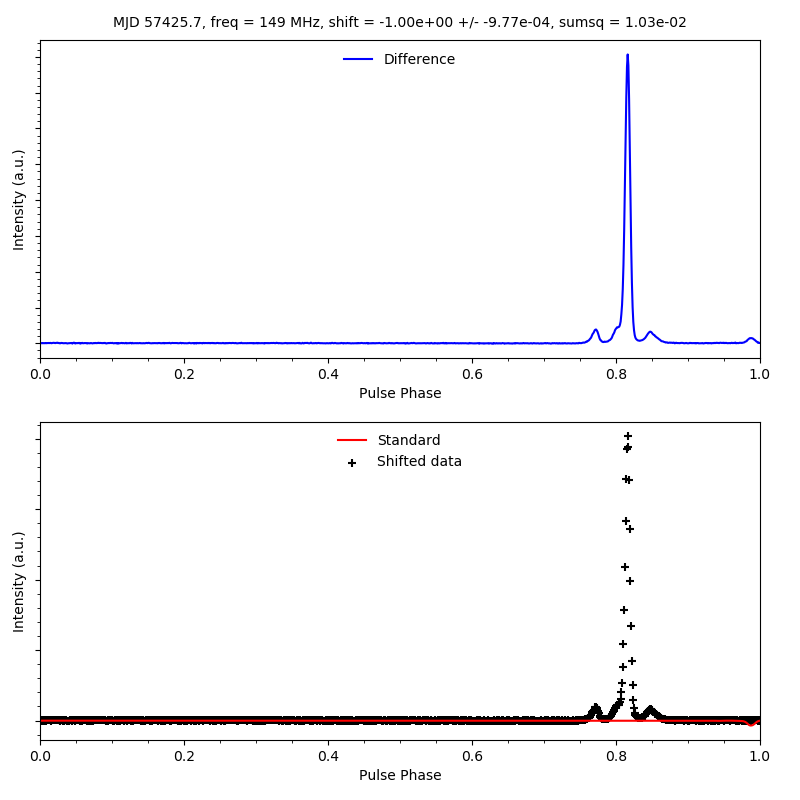 MJD 57425.7, freq = 149 MHz, shift = -1.00e+00 +/- -9.77e-04, sumsq = 1.03e-02
Difference
Intensity (a.u.)
0.0 0.2 0.4 0.6 0.8 1.0
Pulse Phase
Standard
Shifted data
Intensity (a.u.)
0.0 0.2 0.4 0.6 0.8 1.0
Pulse Phase